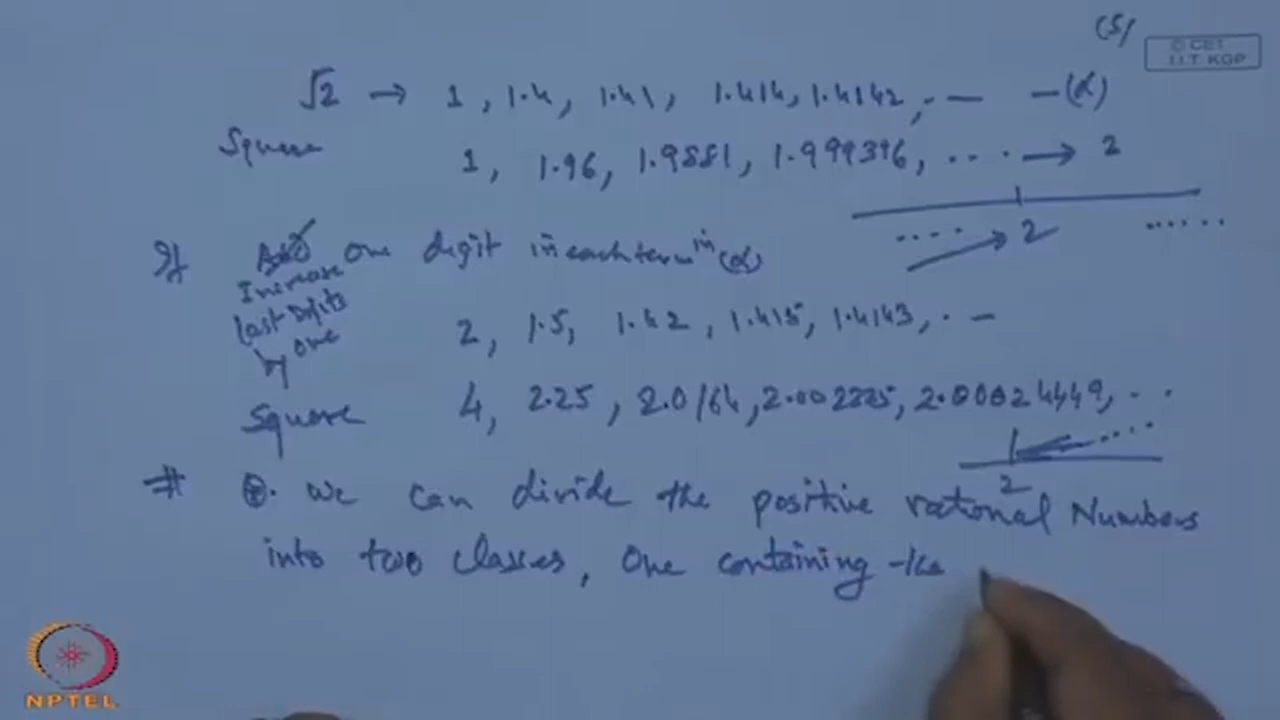 (5)
© CET
I.I.T. KGP
√2 → 1, 1.4, 1.41, 1.414, 1.4142, - — —(α)
Square 1, 1.96, 1.9881, 1.999396, .... → 2
.... 2 ......
If Add one digit in each term in (α)
Increase
last digits
by one
2, 1.5, 1.42, 1.415, 1.4143, . —
Square 4, 2.25, 2.0164, 2.002225, 2.00024449, . .
2
⇒ We can divide the positive rational Numbers
into two classes, One containing the
NPTEL